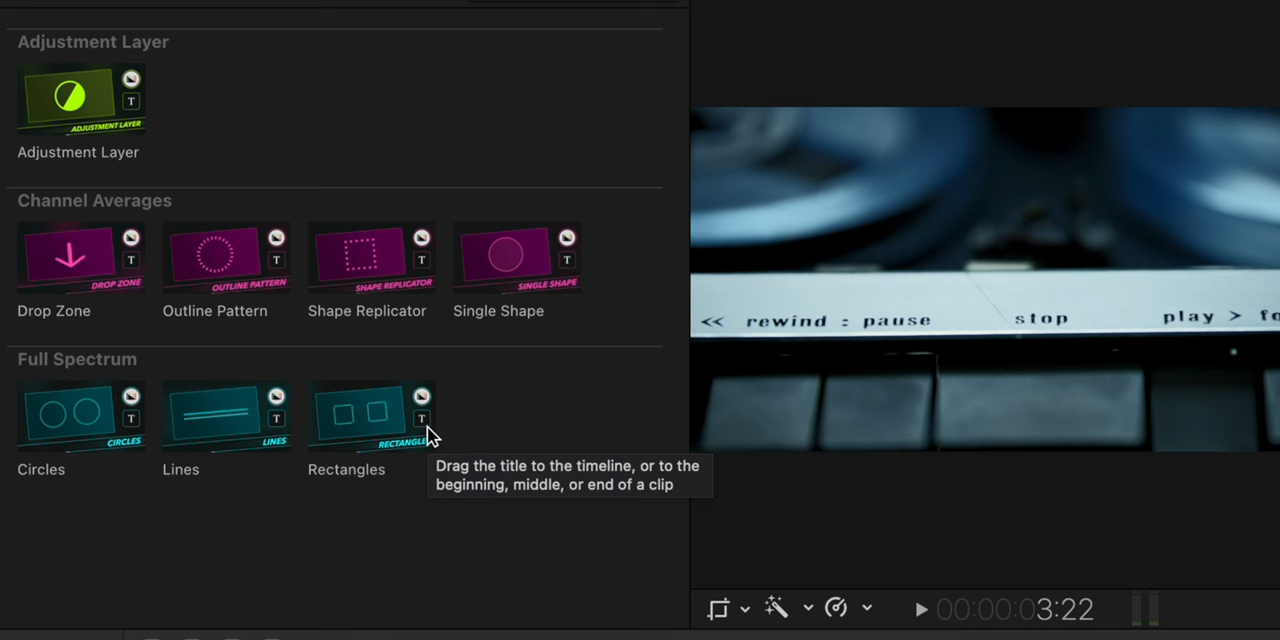 Adjustment Layer
T
ADJUSTMENT LAYER
Adjustment Layer
Channel Averages
T T T T
DROP ZONE OUTLINE PATTERN SHAPE REPLICATOR SINGLE SHAPE
Drop Zone Outline Pattern Shape Replicator Single Shape
Full Spectrum
T T T
CIRCLES LINES RECTANGLE
Circles Lines Rectangles
Drag the title to the timeline, or to the
beginning, middle, or end of a clip
<< rewind : pause stop play > fo
00:00:03:22